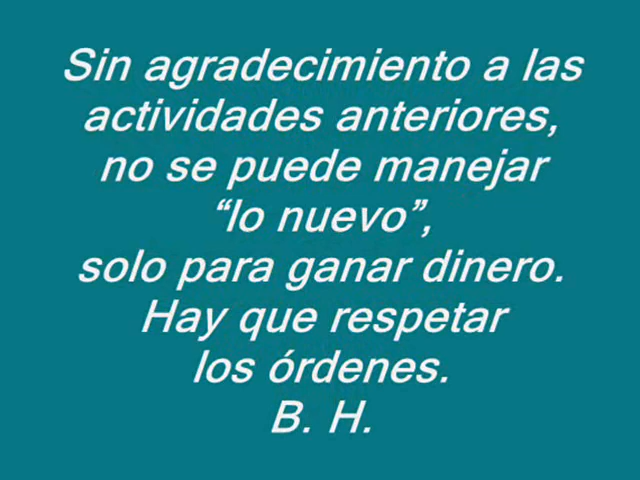 Sin agradecimiento a las
actividades anteriores,
no se puede manejar
“lo nuevo”,
solo para ganar dinero.
Hay que respetar
los órdenes.
B. H.